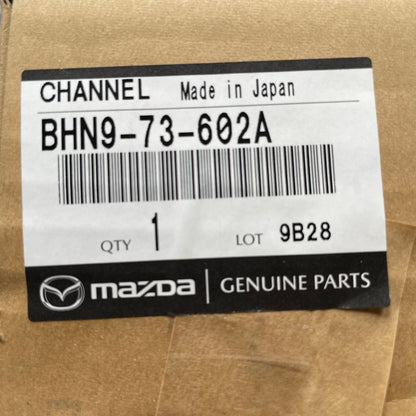 CHANNEL Made in Japan
BHN9-73-602A
QTY 1 LOT 9B28
mazda GENUINE PARTS